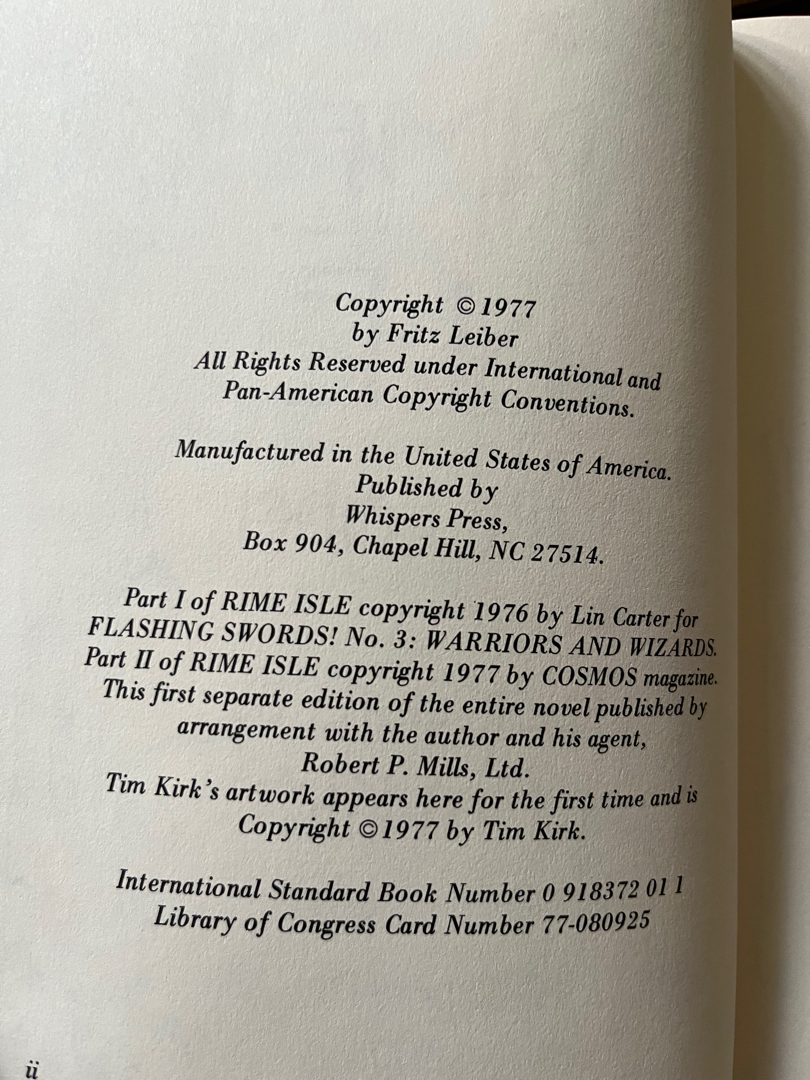 Copyright ©1977
by Fritz Leiber
All Rights Reserved under International and
Pan-American Copyright Conventions.
Manufactured in the United States of America.
Published by
Whispers Press,
Box 904, Chapel Hill, NC 27514.
Part I of RIME ISLE copyright 1976 by Lin Carter for
FLASHING SWORDS! No. 3: WARRIORS AND WIZARDS.
Part II of RIME ISLE copyright 1977 by COSMOS magazine.
This first separate edition of the entire novel published by
arrangement with the author and his agent,
Robert P. Mills, Ltd.
Tim Kirk's artwork appears here for the first time and is
Copyright ©1977 by Tim Kirk.
International Standard Book Number 0 918372 01 1
Library of Congress Card Number 77-080925
ii